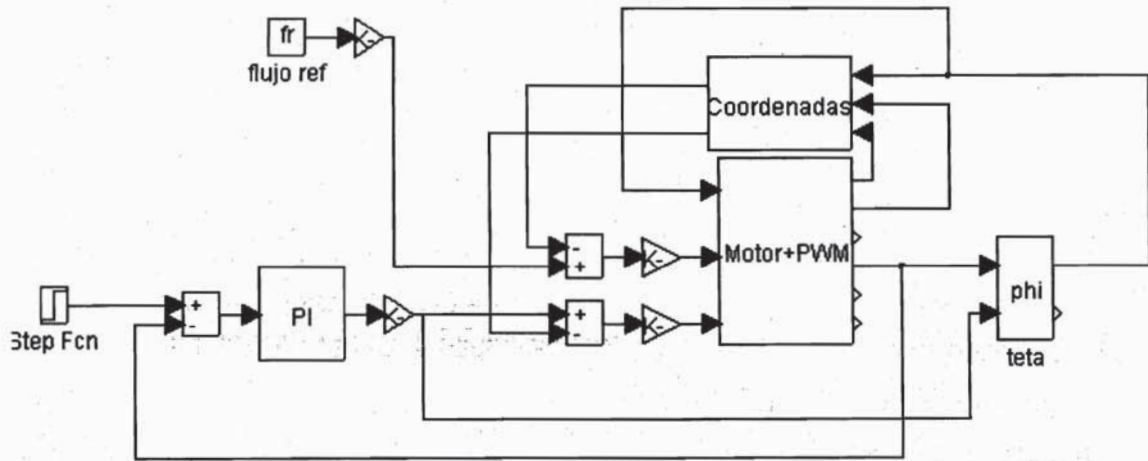 fr
flujo ref
Coordenadas
Motor+PWM
phi
teta
PI
Step Fcn
+
-
-
+
+
-